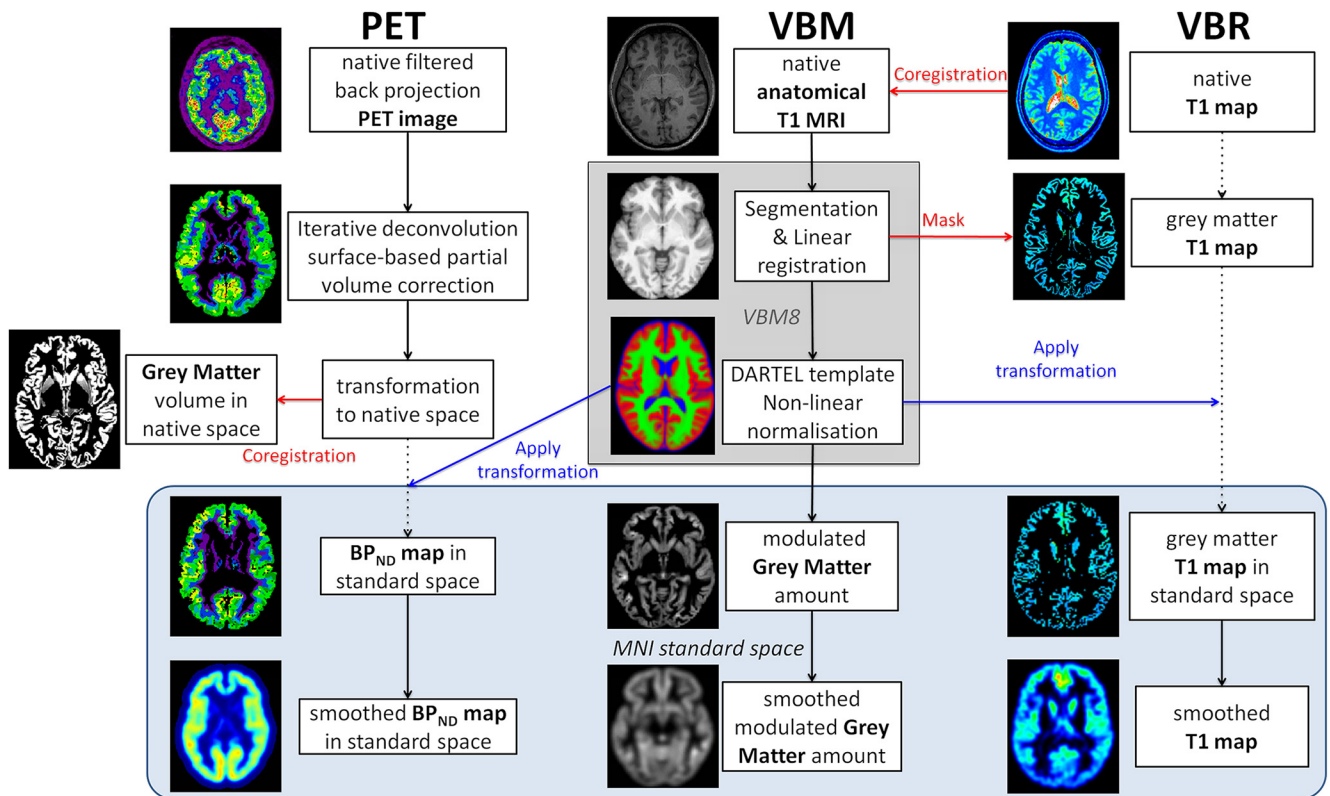 PET
VBM
VBR
native filtered
back projection
PET image
native
anatomical
T1 MRI
Coregistration
native
T1 map
Iterative deconvolution
surface-based partial
volume correction
Segmentation
& Linear
registration
Mask
grey matter
T1 map
VBM8
Grey Matter
volume in
native space
transformation
to native space
Coregistration
DARTEL template
Non-linear
normalisation
Apply
transformation
Apply
transformation
BPND map in
standard space
modulated
Grey Matter
amount
grey matter
T1 map in
standard space
MNI standard space
smoothed BPND map
in standard space
smoothed
modulated Grey
Matter amount
smoothed
T1 map